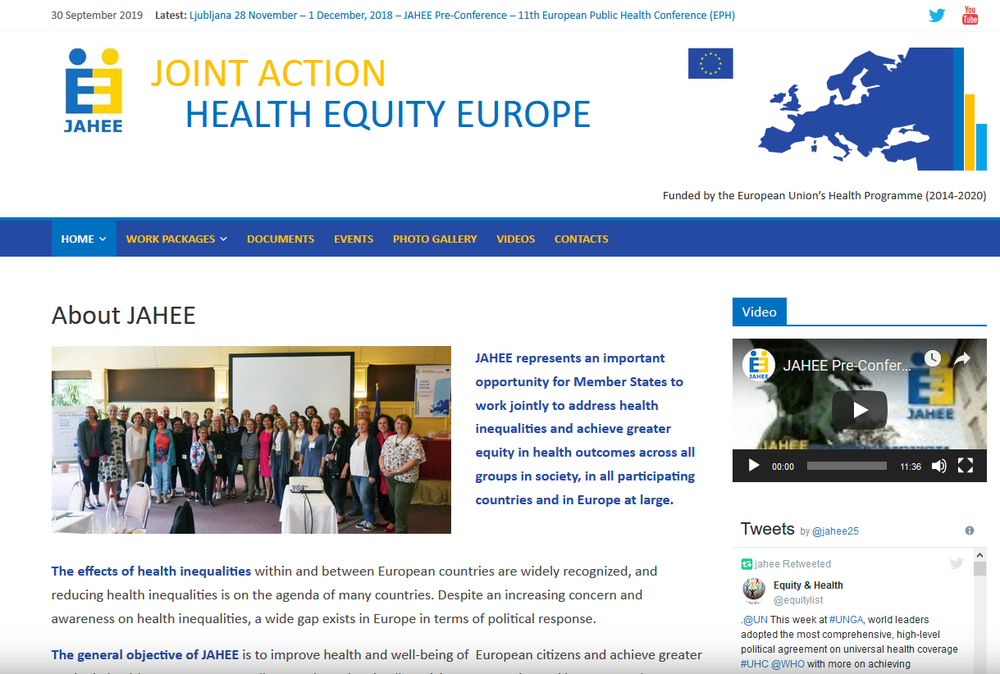 30 September 2019 Latest: Ljubljana 28 November – 1 December, 2018 – JAHEE Pre-Conference – 11th European Public Health Conference (EPH)
You
Tube
JAHEE
JOINT ACTION
HEALTH EQUITY EUROPE
Funded by the European Union's Health Programme (2014-2020)
HOME WORK PACKAGES DOCUMENTS EVENTS PHOTO GALLERY VIDEOS CONTACTS
About JAHEE
JAHEE represents an important
opportunity for Member States to
work jointly to address health
inequalities and achieve greater
equity in health outcomes across all
groups in society, in all participating
countries and in Europe at large.
The effects of health inequalities within and between European countries are widely recognized, and
reducing health inequalities is on the agenda of many countries. Despite an increasing concern and
awareness on health inequalities, a wide gap exists in Europe in terms of political response.
The general objective of JAHEE is to improve health and well-being of European citizens and achieve greater
Video
JAHEE
JAHEE Pre-Confer...
JAHEE
JAHEE
00:00 11:36
Tweets by @jahee25
jahee Retweeted
Equity & Health
@equitylist
.@UN This week at #UNGA, world leaders
adopted the most comprehensive, high-level
political agreement on universal health coverage
#UHC @WHO with more on achieving